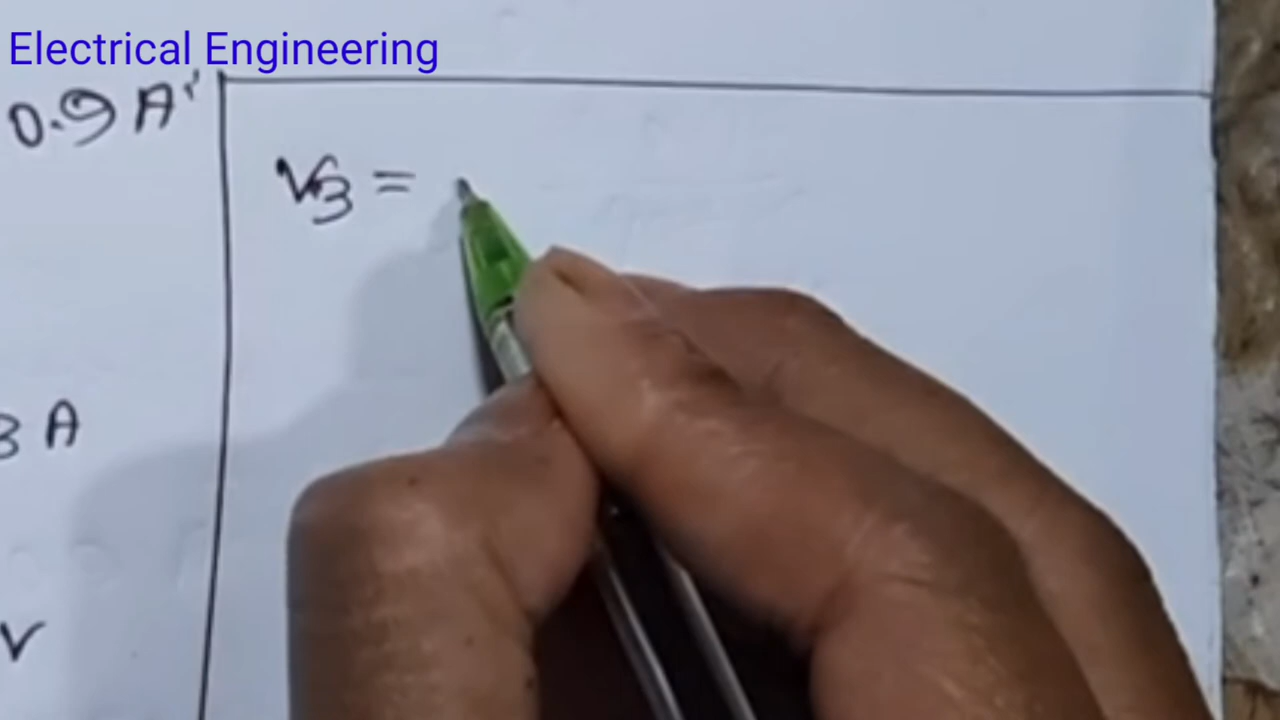 Electrical Engineering
0.9 A
V3 =
3 A
V